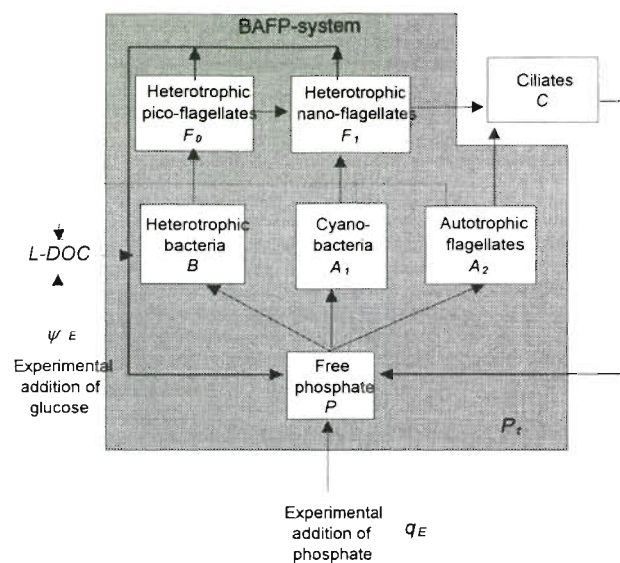 BAFP-system
Heterotrophic
pico-flagellates
F0
Heterotrophic
nano-flagellates
F1
Ciliates
C
Heterotrophic
bacteria
B
Cyano-
bacteria
A1
Autotrophic
flagellates
A2
L-DOC
ψ E
Experimental
addition of
glucose
Free
phosphate
P
Pt
Experimental
addition of
phosphate
qE